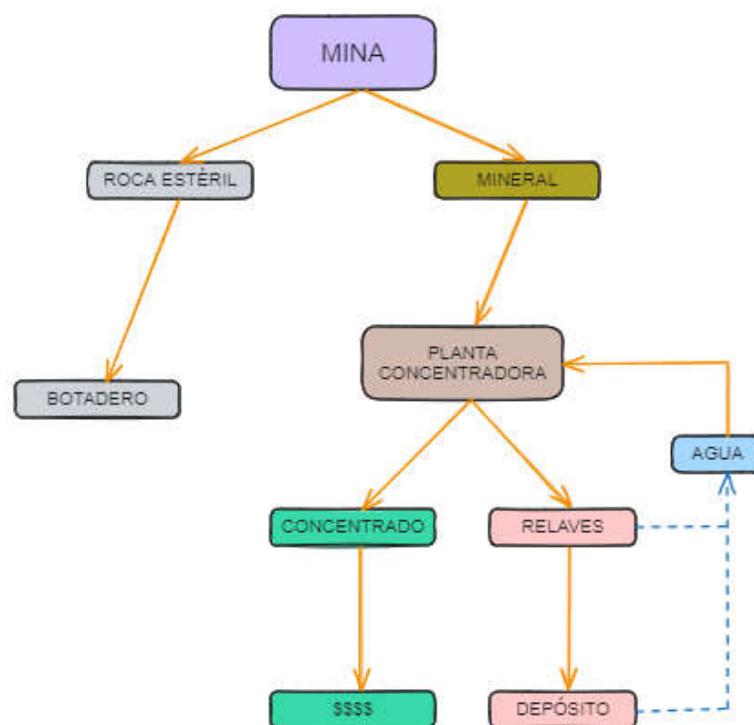 MINA
ROCA ESTÉRIL
MINERAL
PLANTA
CONCENTRADORA
BOTADERO
AGUA
CONCENTRADO
RELAVES
$$$$
DEPÓSITO